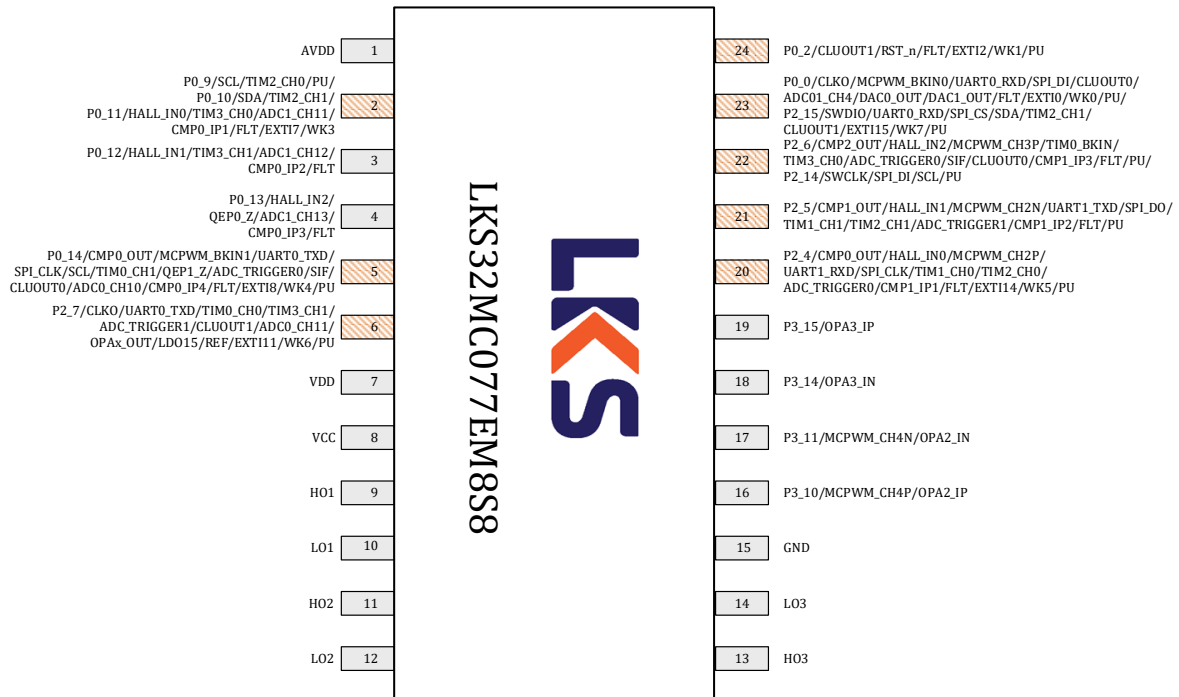 AVDD
1
P0_9/SCL/TIM2_CH0/PU/
P0_10/SDA/TIM2_CH1/
P0_11/HALL_IN0/TIM3_CH0/ADC1_CH11/
CMP0_IP1/FLT/EXTI7/WK3
2
P0_12/HALL_IN1/TIM3_CH1/ADC1_CH12/
CMP0_IP2/FLT
3
P0_13/HALL_IN2/
QEP0_Z/ADC1_CH13/
CMP0_IP3/FLT
4
P0_14/CMP0_OUT/MCPWM_BKIN1/UART0_TXD/
SPI_CLK/SCL/TIM0_CH1/QEP1_Z/ADC_TRIGGER0/SIF/
CLUOUT0/ADC0_CH10/CMP0_IP4/FLT/EXTI8/WK4/PU
5
P2_7/CLKO/UART0_TXD/TIM0_CH0/TIM3_CH1/
ADC_TRIGGER1/CLUOUT1/ADC0_CH11/
OPAx_OUT/LDO15/REF/EXTI11/WK6/PU
6
VDD
7
VCC
8
HO1
9
LO1
10
HO2
11
LO2
12
LKS32MC077EM8S8
LKS
24
P0_2/CLUOUT1/RST_n/FLT/EXTI2/WK1/PU
23
P0_0/CLKO/MCPWM_BKIN0/UART0_RXD/SPI_DI/CLUOUT0/
ADC01_CH4/DAC0_OUT/DAC1_OUT/FLT/EXTI0/WK0/PU/
P2_15/SWDIO/UART0_RXD/SPI_CS/SDA/TIM2_CH1/
CLUOUT1/EXTI15/WK7/PU
22
P2_6/CMP2_OUT/HALL_IN2/MCPWM_CH3P/TIM0_BKIN/
TIM3_CH0/ADC_TRIGGER0/SIF/CLUOUT0/CMP1_IP3/FLT/PU/
P2_14/SWCLK/SPI_DI/SCL/PU
21
P2_5/CMP1_OUT/HALL_IN1/MCPWM_CH2N/UART1_TXD/SPI_DO/
TIM1_CH1/TIM2_CH1/ADC_TRIGGER1/CMP1_IP2/FLT/PU
20
P2_4/CMP0_OUT/HALL_IN0/MCPWM_CH2P/
UART1_RXD/SPI_CLK/TIM1_CH0/TIM2_CH0/
ADC_TRIGGER0/CMP1_IP1/FLT/EXTI14/WK5/PU
19
P3_15/OPA3_IP
18
P3_14/OPA3_IN
17
P3_11/MCPWM_CH4N/OPA2_IN
16
P3_10/MCPWM_CH4P/OPA2_IP
15
GND
14
LO3
13
HO3